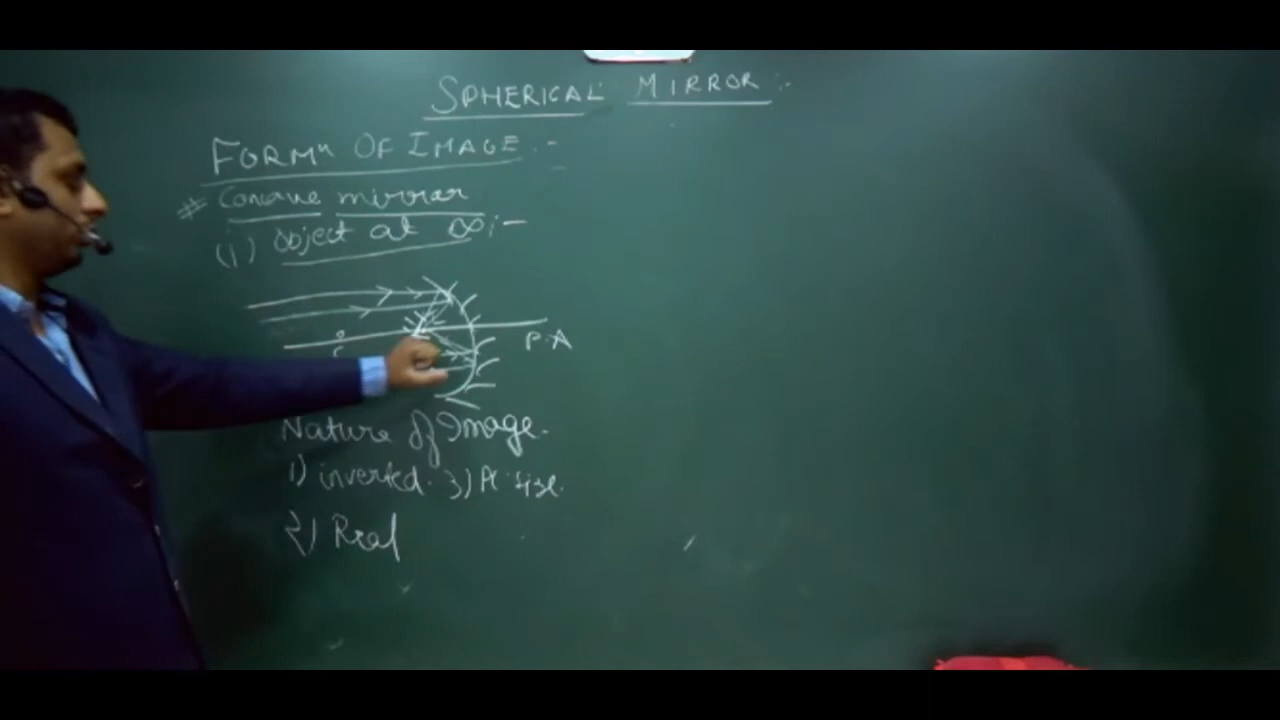 SPHERICAL MIRROR :-
FORMⁿ OF IMAGE :-
# Concave mirror
(i) Object at ∞ :-
C
P.A
Nature of Image.
1) inverted. 3) Pt. size.
2) Real